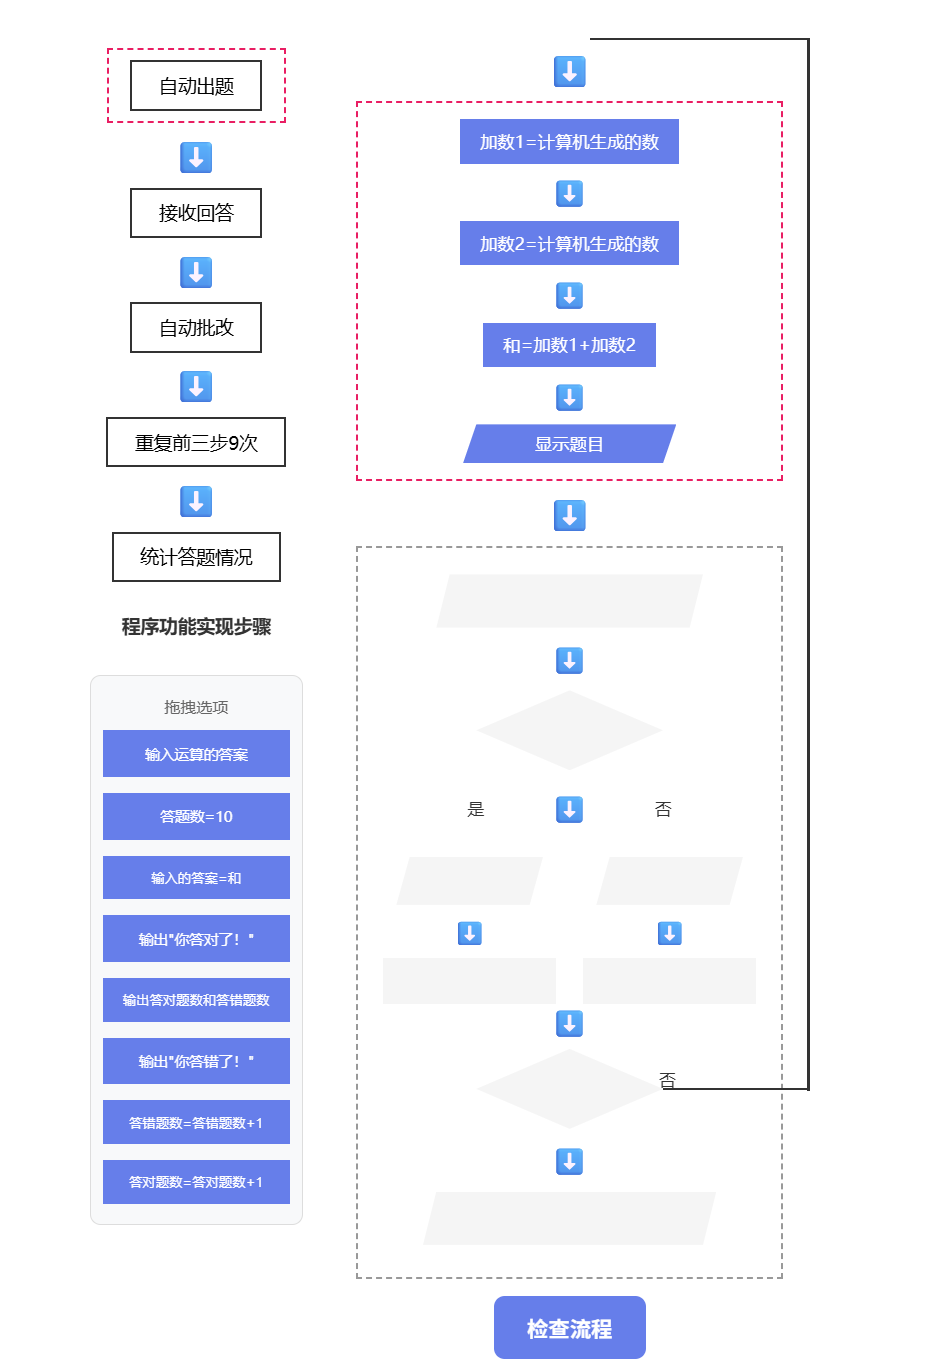 自动出题
接收回答
自动批改
重复前三步9次
统计答题情况
程序功能实现步骤
拖拽选项
输入运算的答案
答题数=10
输入的答案=和
输出"你答对了！"
输出答对题数和答错题数
输出"你答错了！"
答错题数=答错题数+1
答对题数=答对题数+1
加数1=计算机生成的数
加数2=计算机生成的数
和=加数1+加数2
显示题目
是
否
否
检查流程